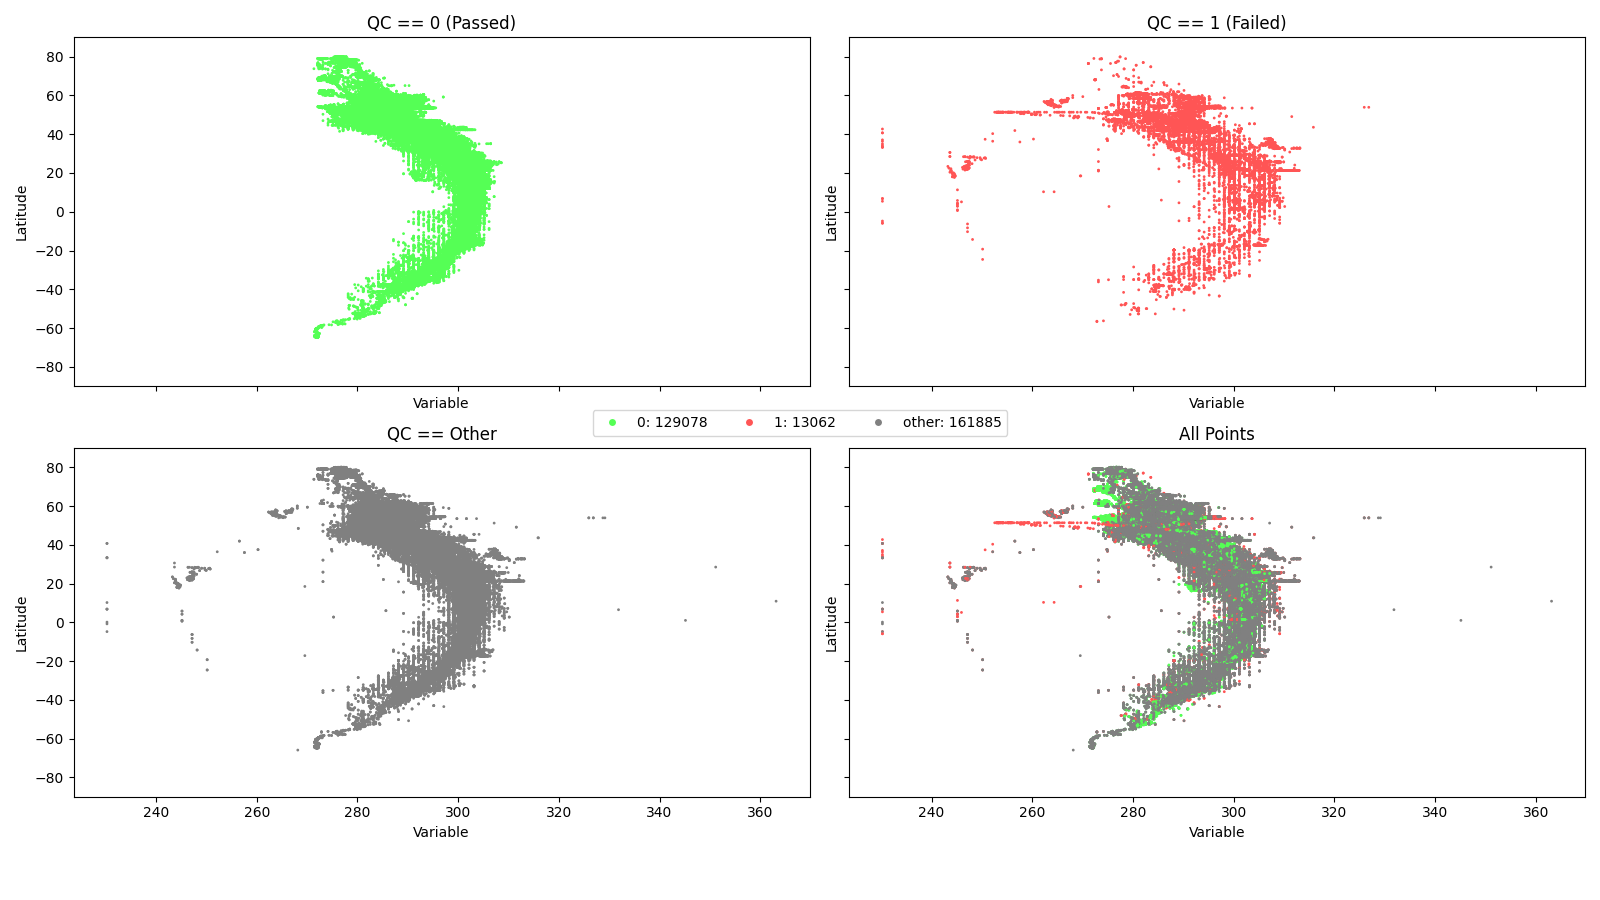 QC == 0 (Passed)
QC == 1 (Failed)
80
60
40
20
0
−20
−40
−60
−80
Latitude
Latitude
Variable
Variable
0: 129078
1: 13062
other: 161885
QC == Other
All Points
80
60
40
20
0
−20
−40
−60
−80
Latitude
Latitude
240
260
280
300
320
340
360
240
260
280
300
320
340
360
Variable
Variable